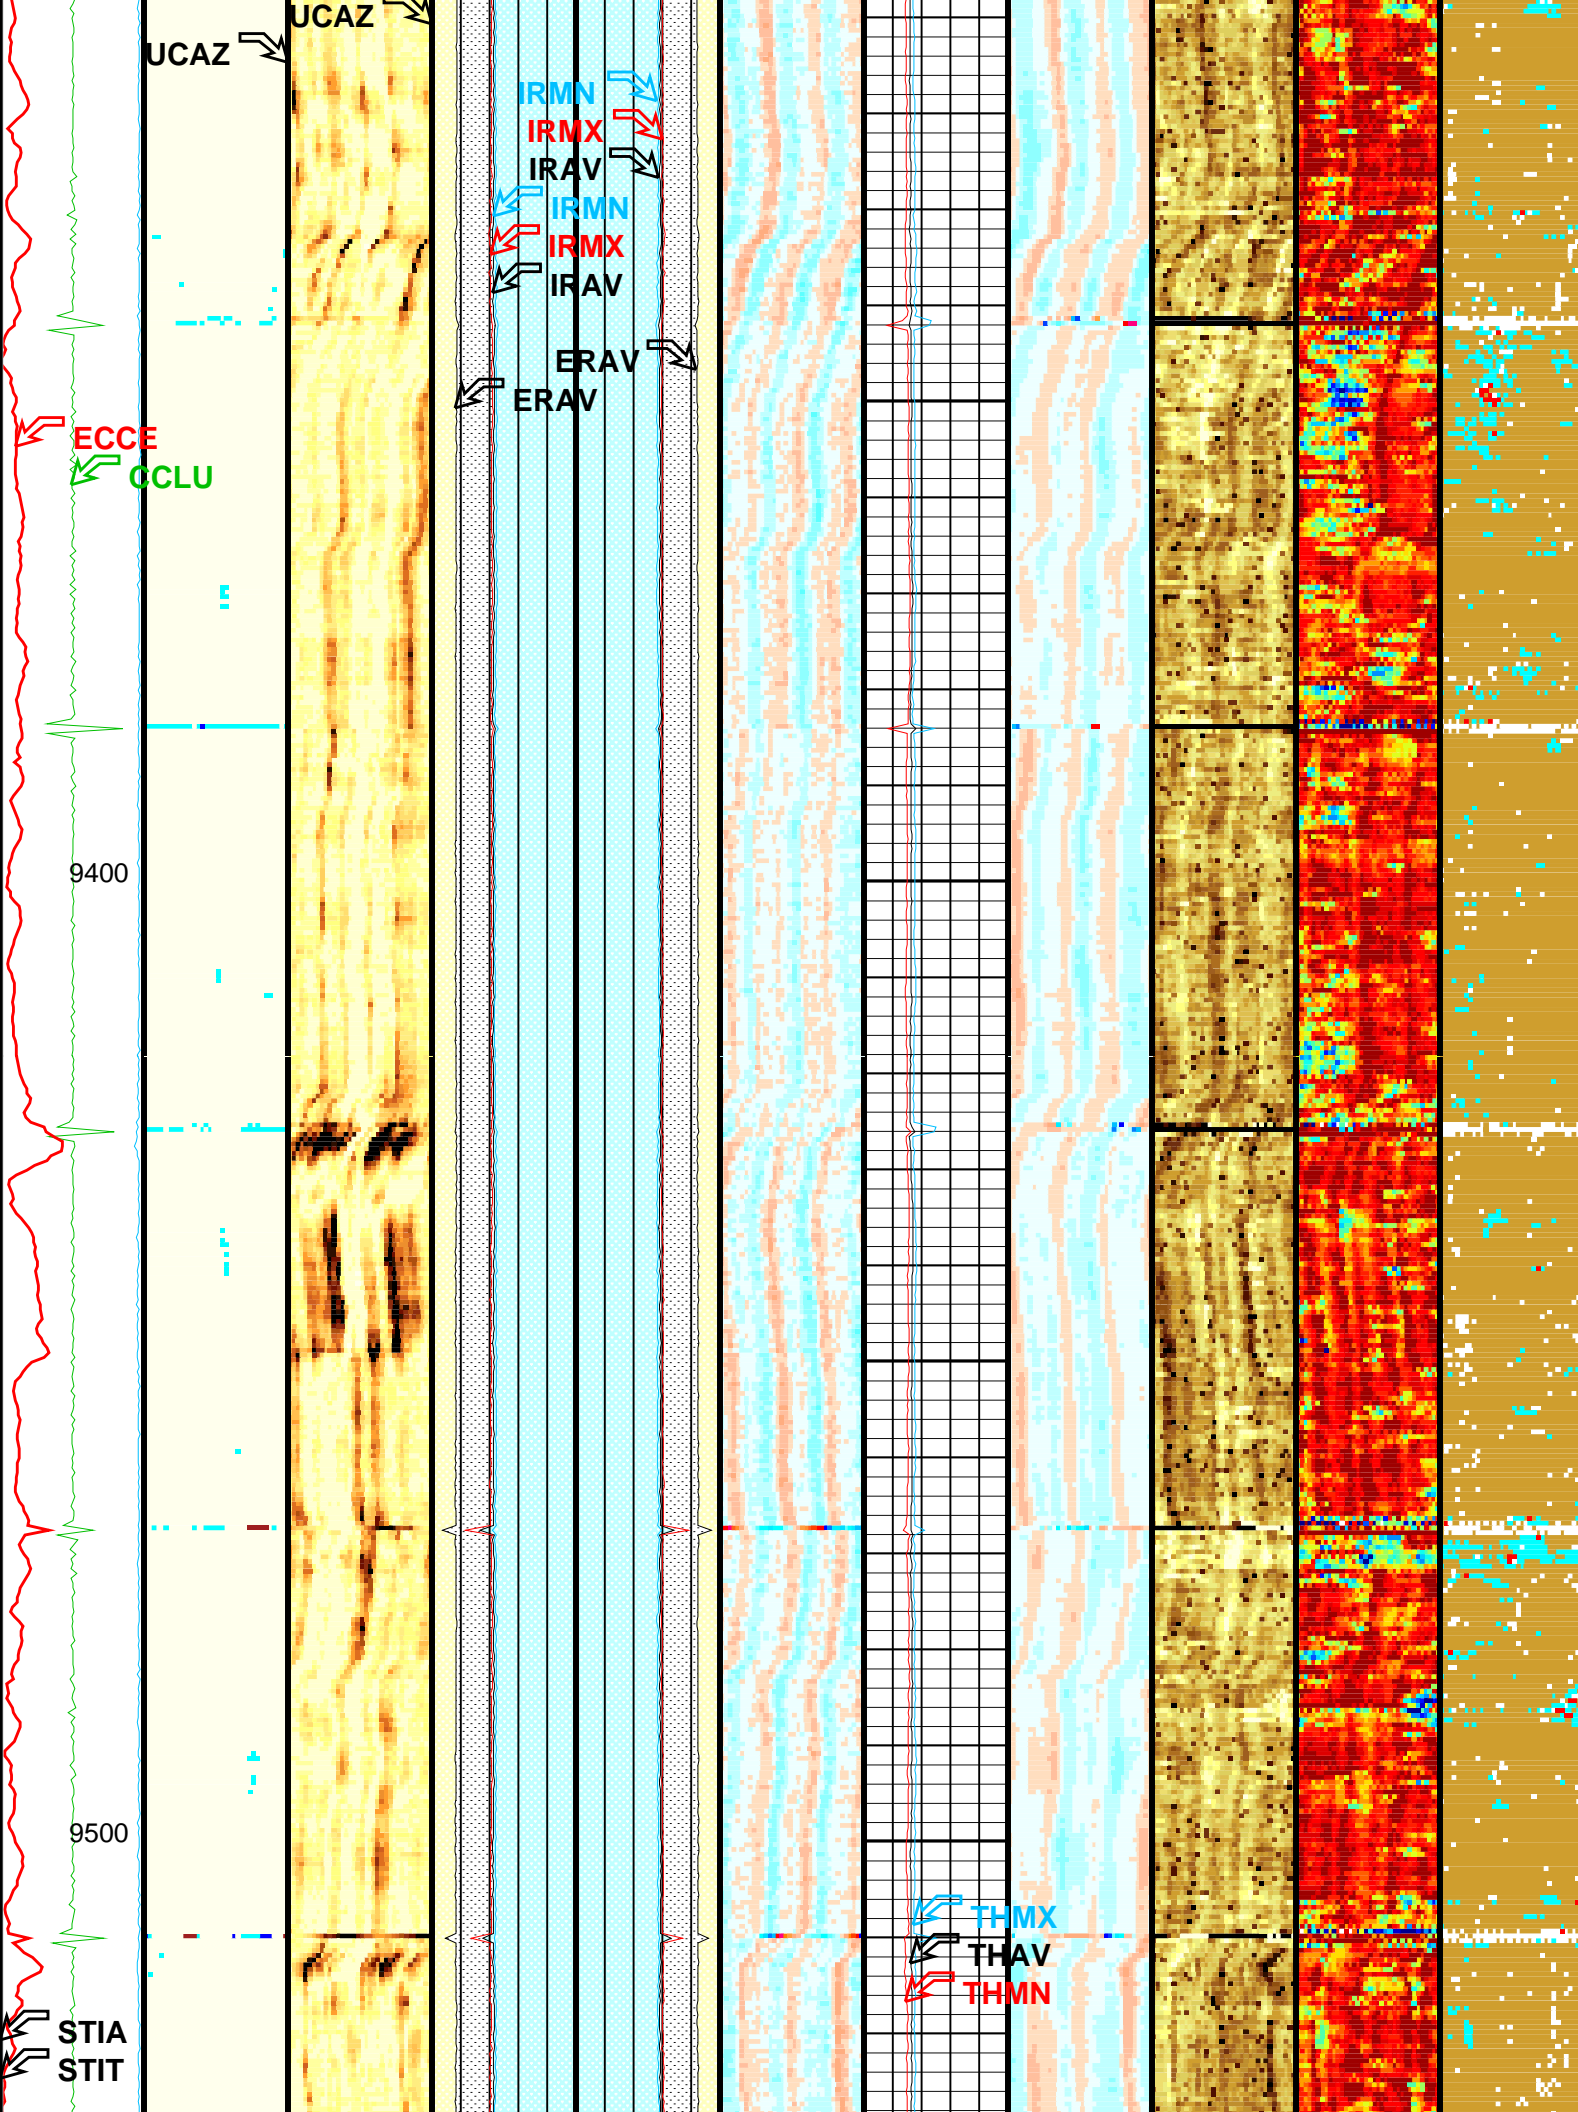 UCAZ
UCAZ
IRMN
IRMX
IRAV
IRMN
IRMX
IRAV
ERAV
ERAV
ECCE
CCLU
9400
9500
THMX
THAV
THMN
STIA
STIT